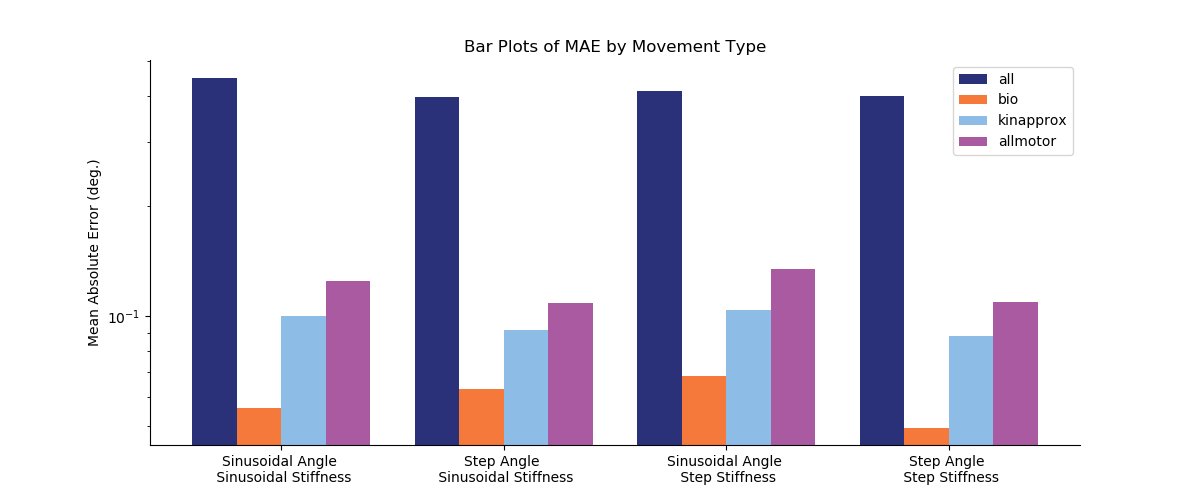 Bar Plots of MAE by Movement Type
all
bio
kinapprox
allmotor
Mean Absolute Error (deg.)
10⁻¹
Sinusoidal Angle
Sinusoidal Stiffness
Step Angle
Sinusoidal Stiffness
Sinusoidal Angle
Step Stiffness
Step Angle
Step Stiffness